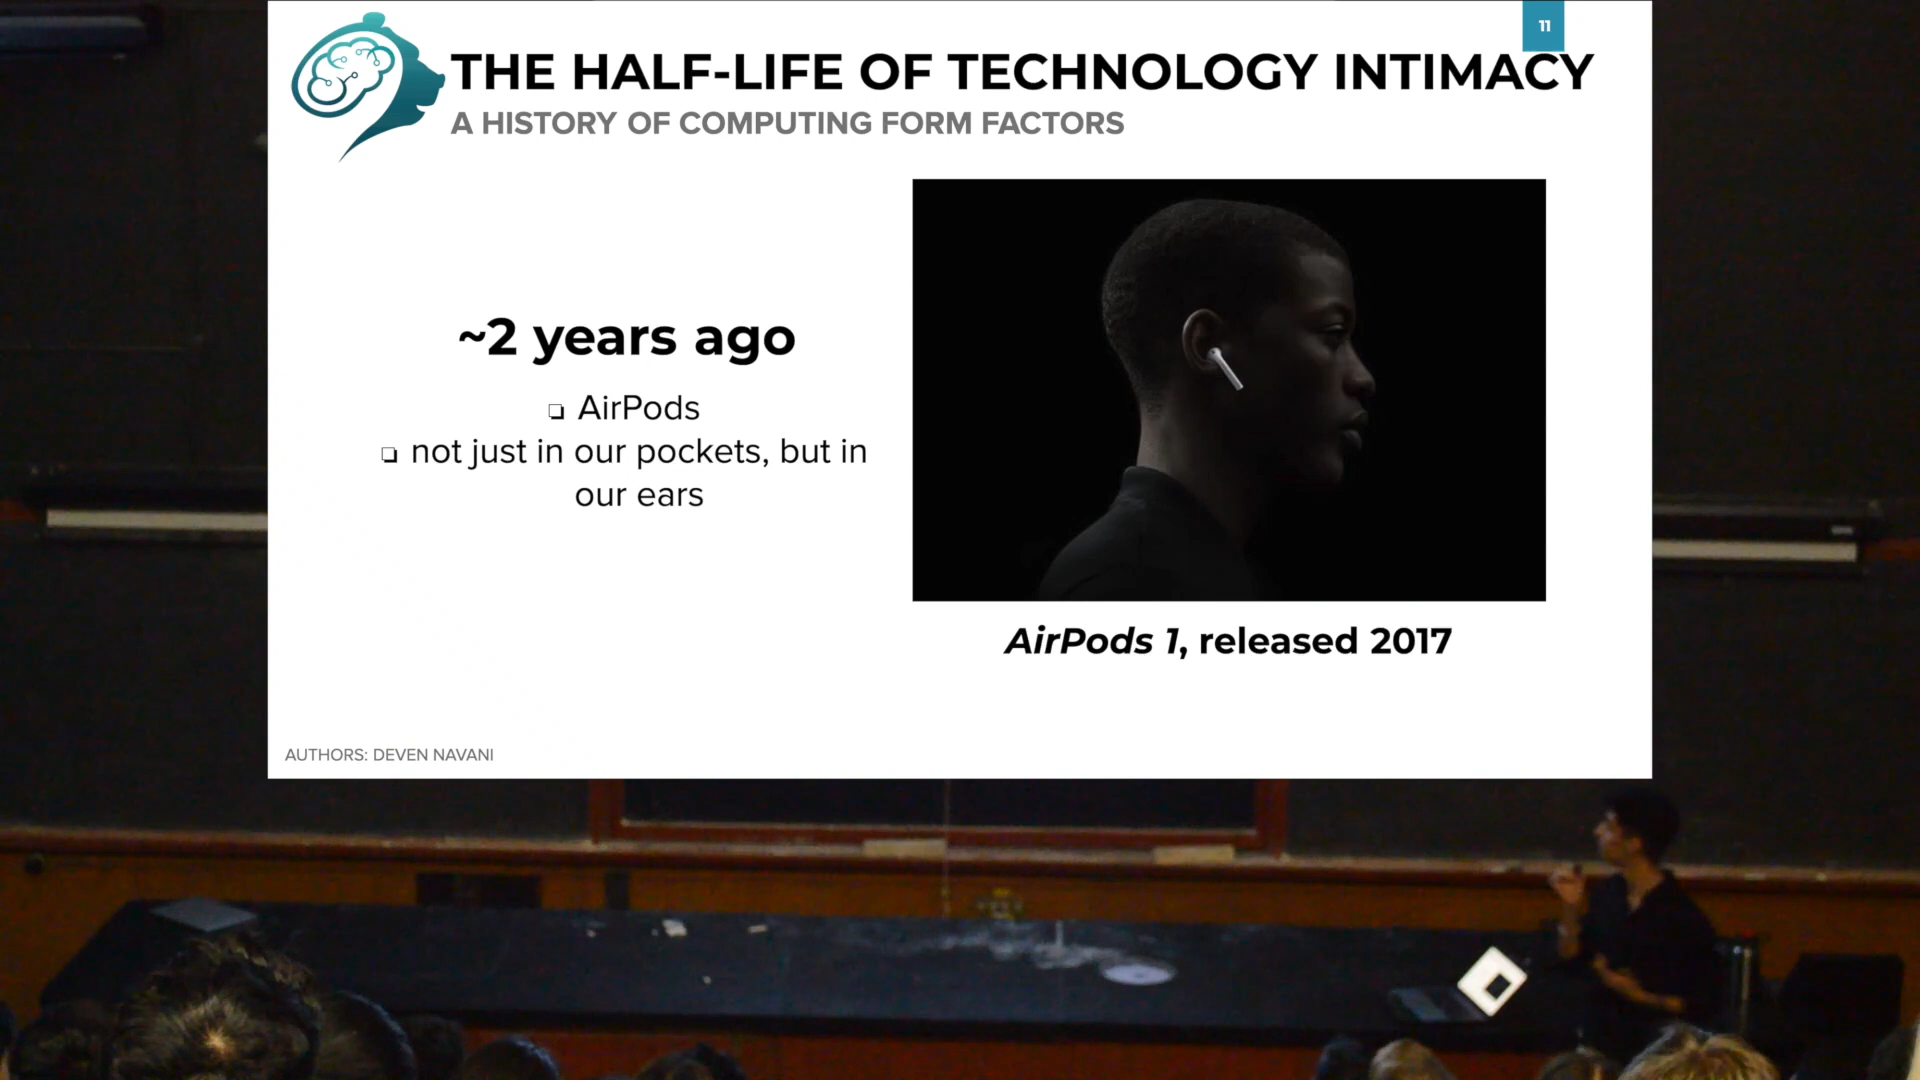 11
THE HALF-LIFE OF TECHNOLOGY INTIMACY
A HISTORY OF COMPUTING FORM FACTORS
~2 years ago
❏ AirPods
❏ not just in our pockets, but in
our ears
AirPods 1, released 2017
AUTHORS: DEVEN NAVANI